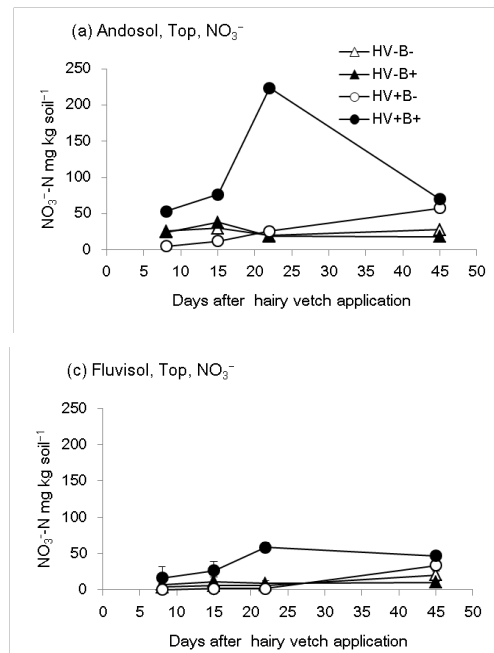 (a) Andosol, Top, NO₃⁻
HV-B-
HV-B+
HV+B-
HV+B+
250
200
150
100
50
0
NO₃⁻-N mg kg soil⁻¹
0 5 10 15 20 25 30 35 40 45 50
Days after hairy vetch application
(c) Fluvisol, Top, NO₃⁻
250
200
150
100
50
0
NO₃⁻-N mg kg soil⁻¹
0 5 10 15 20 25 30 35 40 45 50
Days after hairy vetch application